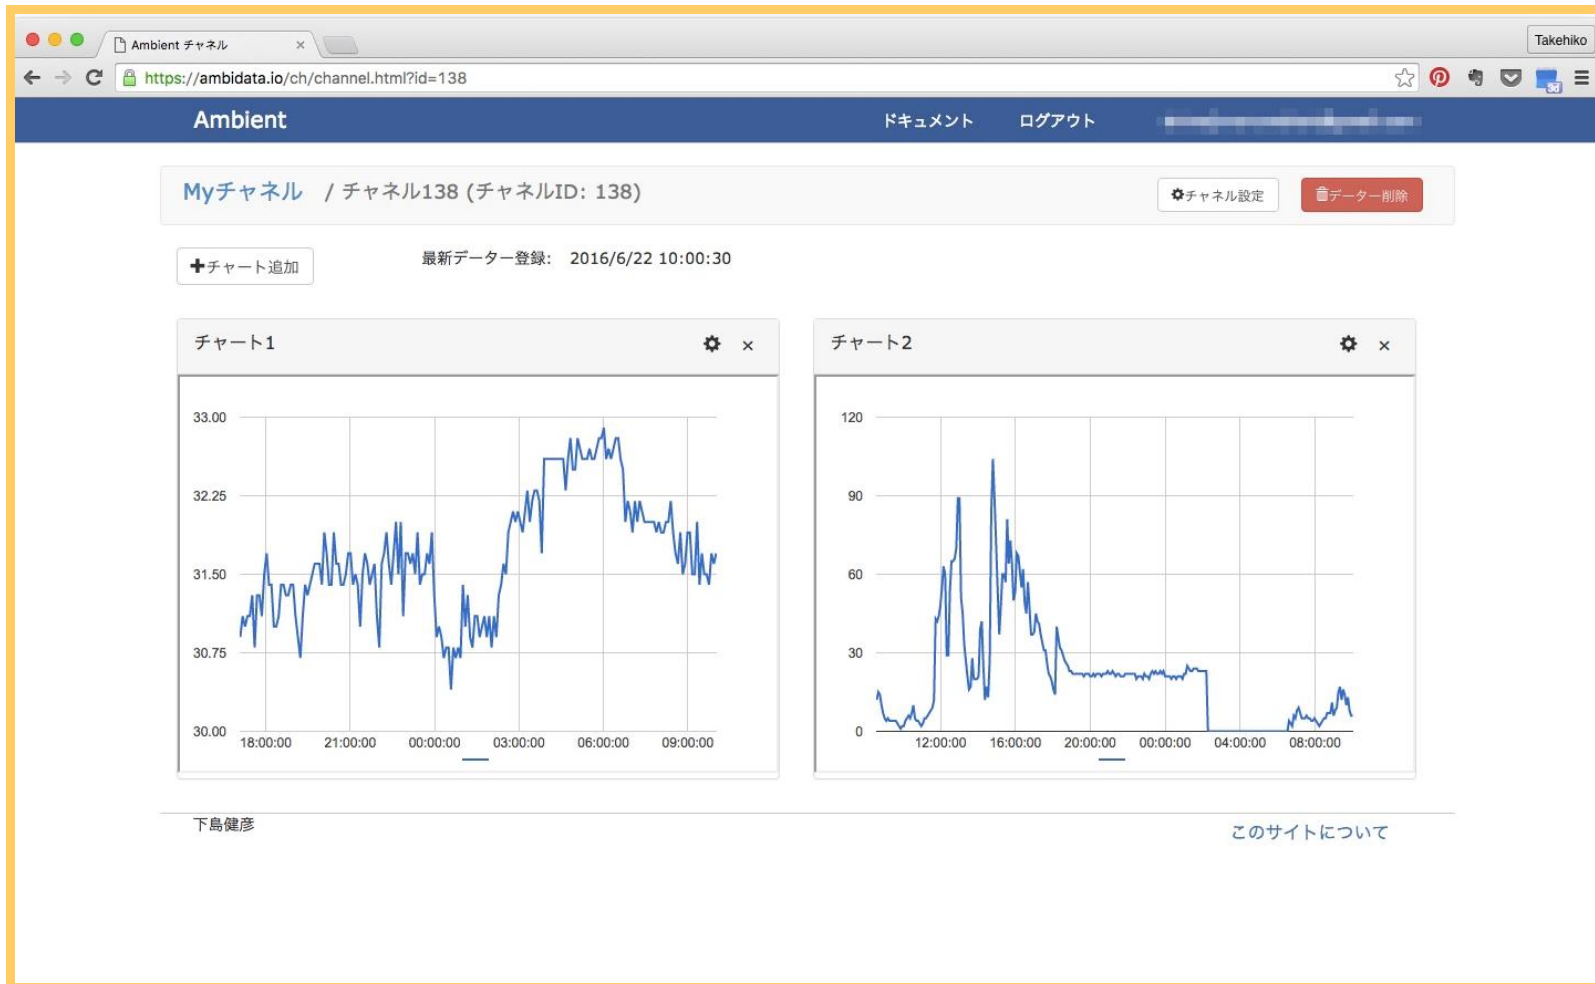 Ambient チャネル
Takehiko
https://ambidata.io/ch/channel.html?id=138
Ambient ドキュメント ログアウト
Myチャネル / チャネル138 (チャネルID: 138) チャネル設定 データー削除
チャート追加 最新データー登録: 2016/6/22 10:00:30
チャート1
33.00
32.25
31.50
30.75
30.00
18:00:00 21:00:00 00:00:00 03:00:00 06:00:00 09:00:00
チャート2
120
90
60
30
0
12:00:00 16:00:00 20:00:00 00:00:00 04:00:00 08:00:00
下島健彦
このサイトについて